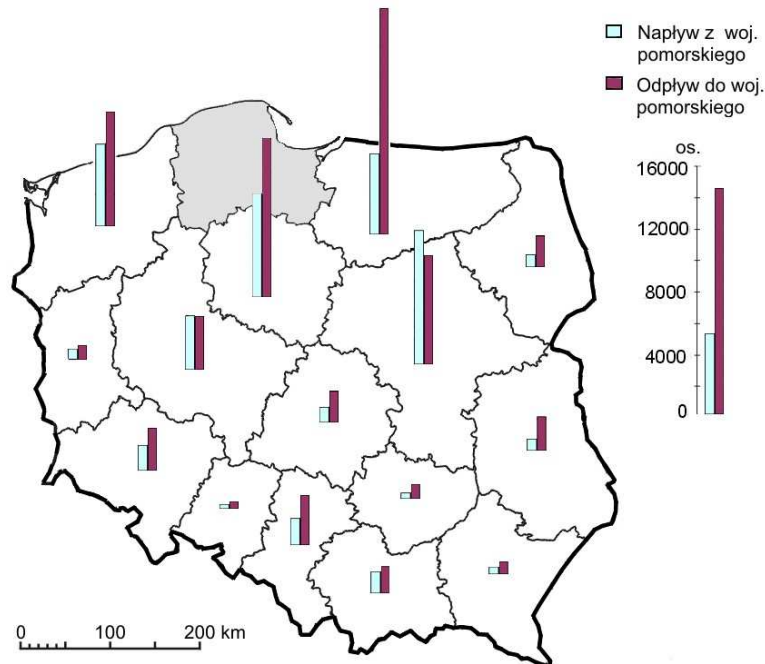 Napływ z woj.
pomorskiego
Odpływ do woj.
pomorskiego
os.
16000
12000
8000
4000
0
0 100 200 km